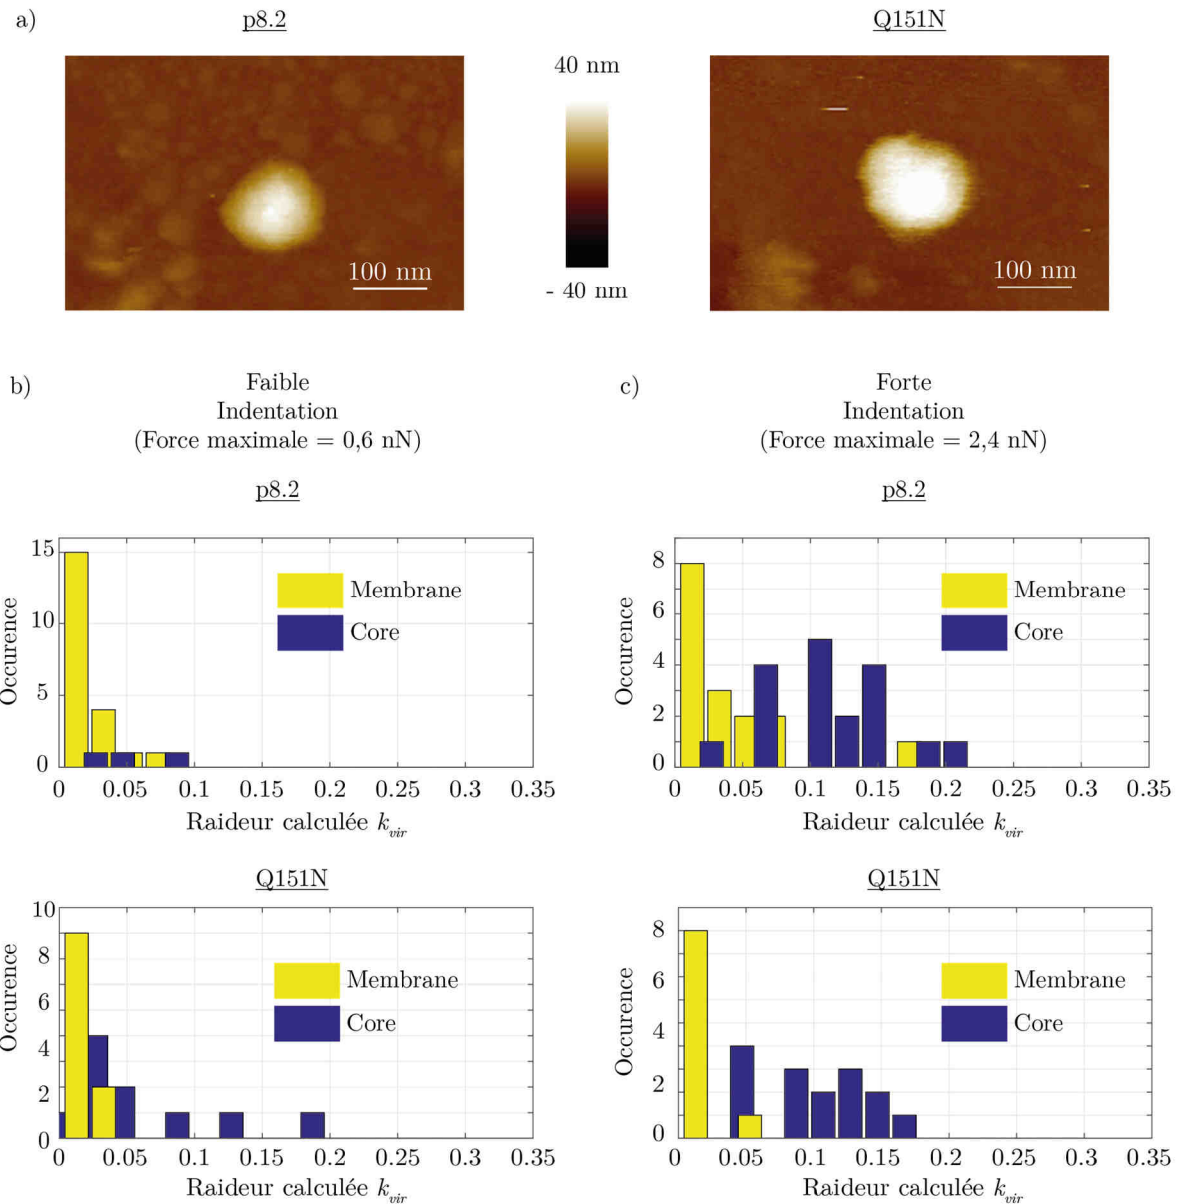 a)
p8.2
Q151N
40 nm
- 40 nm
100 nm
100 nm
b)
Faible
Indentation
(Force maximale = 0,6 nN)
c)
Forte
Indentation
(Force maximale = 2,4 nN)
p8.2
15
10
5
0
Occurence
Membrane
Core
0 0.05 0.1 0.15 0.2 0.25 0.3 0.35
Raideur calculée k_vir
p8.2
8
6
4
2
0
Occurence
Membrane
Core
0 0.05 0.1 0.15 0.2 0.25 0.3 0.35
Raideur calculée k_vir
Q151N
10
8
6
4
2
0
Occurence
Membrane
Core
0 0.05 0.1 0.15 0.2 0.25 0.3 0.35
Raideur calculée k_vir
Q151N
8
6
4
2
0
Occurence
Membrane
Core
0 0.05 0.1 0.15 0.2 0.25 0.3 0.35
Raideur calculée k_vir